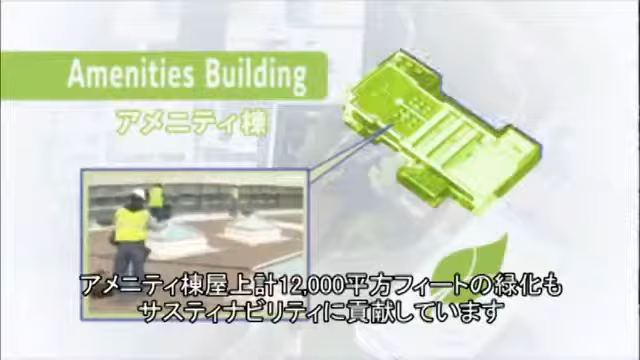 Amenities Building
アメニティ棟
アメニティ棟屋上計12,000平方フィートの緑化も
サスティナビリティに貢献しています